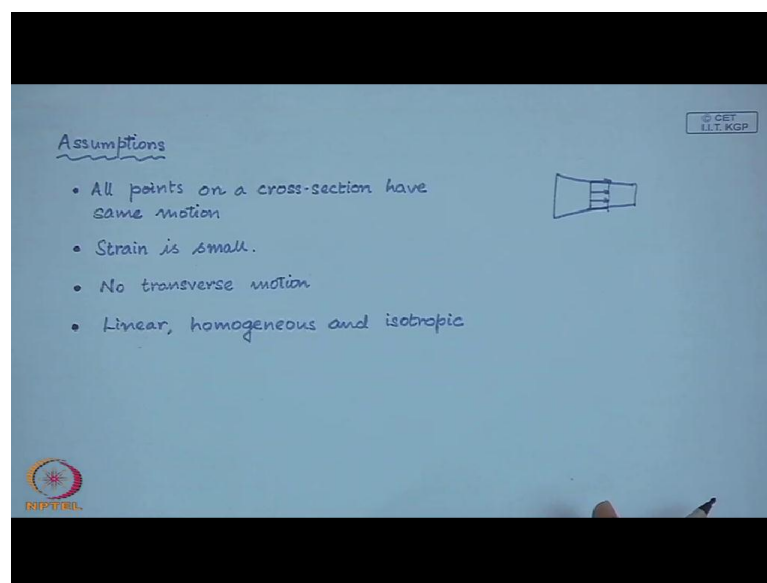 © CET
I.I.T. KGP
Assumptions
• All points on a cross-section have
same motion
• Strain is small.
• No transverse motion
• Linear, homogeneous and isotropic
NPTEL